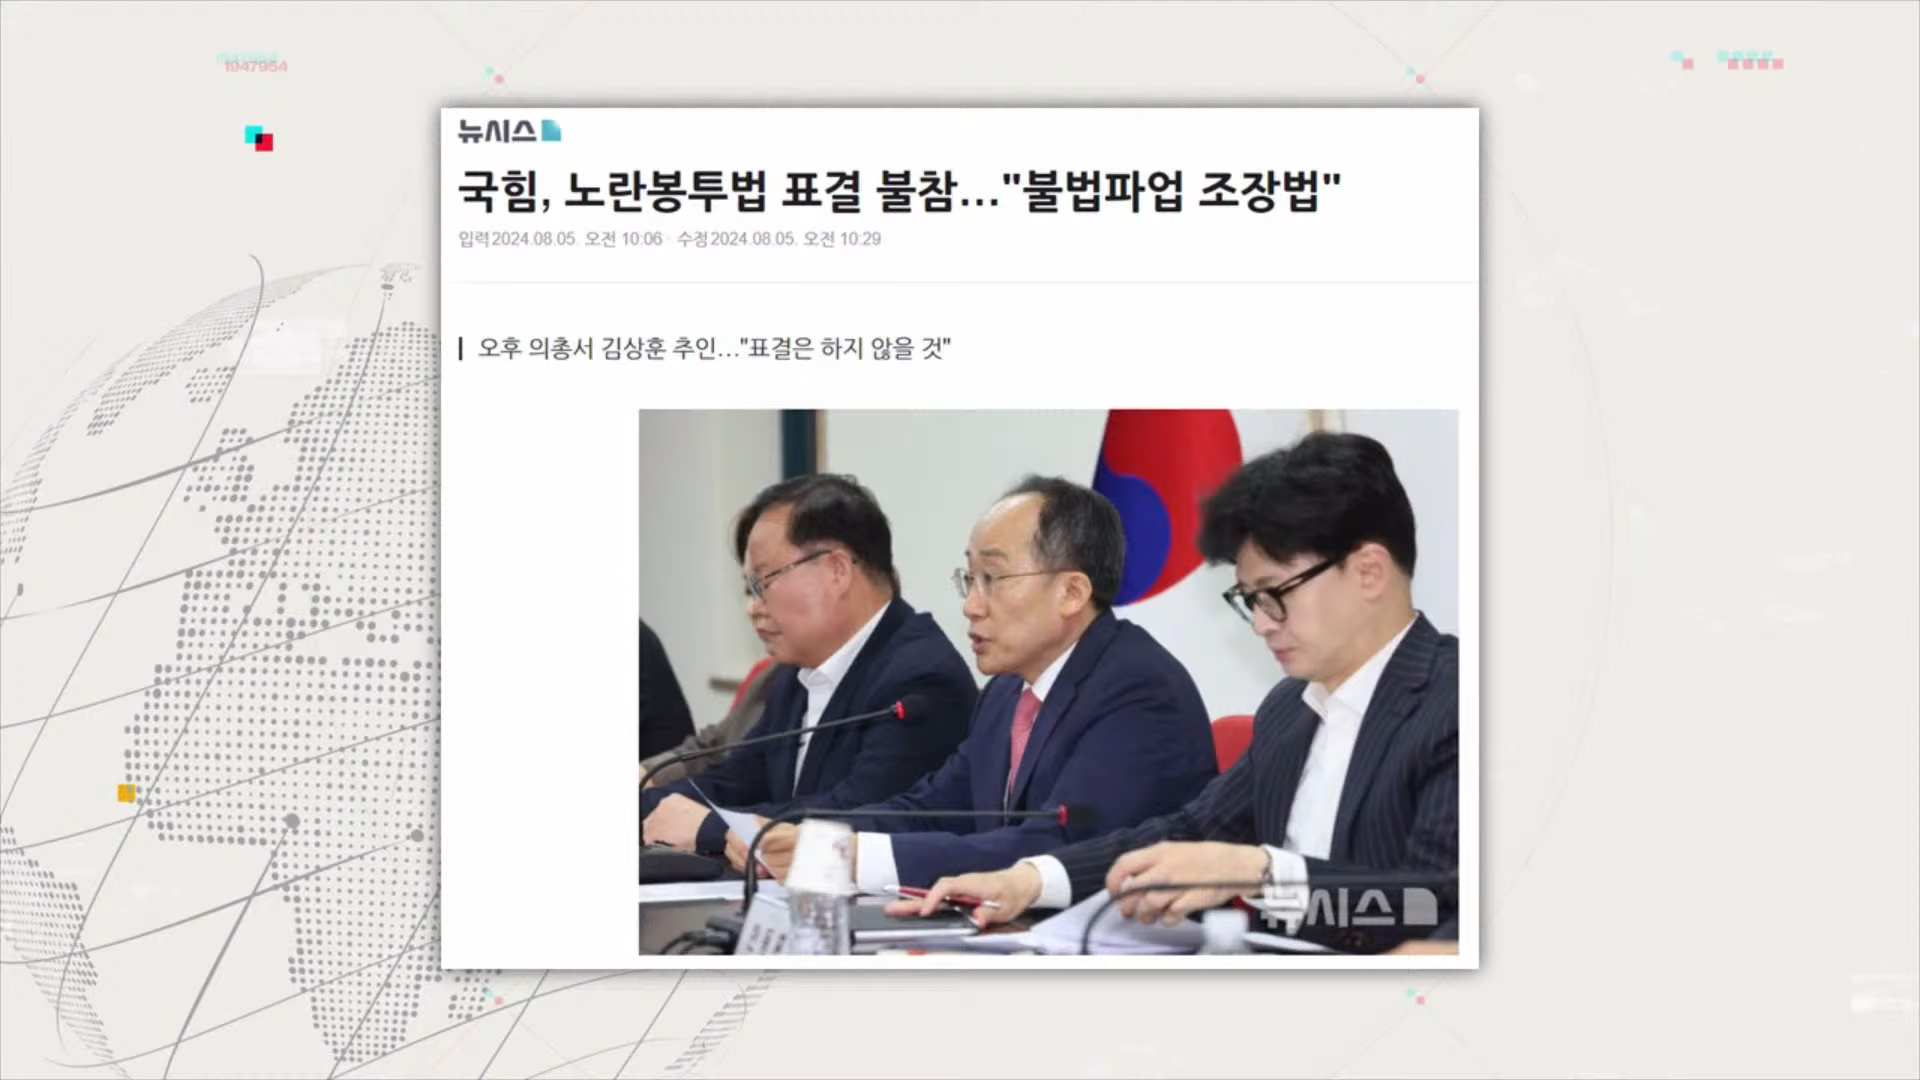 1947954
뉴시스
국힘, 노란봉투법 표결 불참..."불법파업 조장법"
입력2024.08.05. 오전 10:06· 수정2024.08.05. 오전 10:29
오후 의총서 김상훈 추인..."표결은 하지 않을 것"
뉴시스